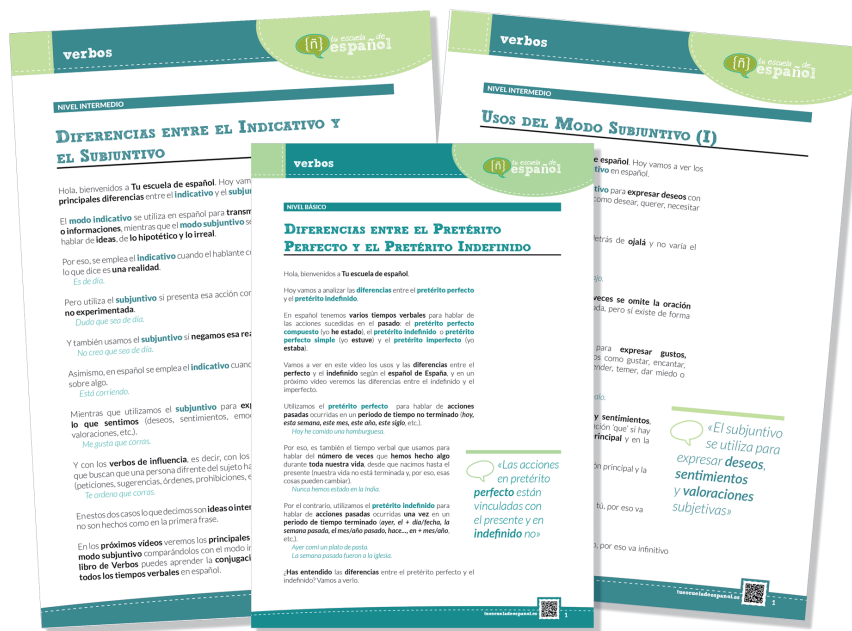 verbos
{ñ} tu escuela de
español
NIVEL INTERMEDIO
Diferencias entre el Indicativo y
el Subjuntivo
Hola, bienvenidos a Tu escuela de español. Hoy vam
principales diferencias entre el indicativo y el subju
El modo indicativo se utiliza en español para transm
o informaciones, mientras que el modo subjuntivo s
hablar de ideas, de lo hipotético y lo irreal.
Por eso, se emplea el indicativo cuando el hablante c
lo que dice es una realidad.
Es de día.
Pero utiliza el subjuntivo si presenta esa acción cor
no experimentada.
Dudo que sea de día.
Y también usamos el subjuntivo si negamos esa rea
No creo que sea de día.
Asimismo, en español se emplea el indicativo cuand
sobre algo.
Está corriendo.
Mientras que utilizamos el subjuntivo para exp
lo que sentimos (deseos, sentimientos, emoc
valoraciones, etc.).
Me gusta que corras.
Y con los verbos de influencia, es decir, con los
que buscan que una persona difrente del sujeto ha
(peticiones, sugerencias, órdenes, prohibiciones, e
Te ordeno que corras.
En estos dos casos lo que decimos son ideas o inter
no son hechos como en la primera frase.
En los próximos vídeos veremos los principales
modo subjuntivo comparándolos con el modo in
libro de Verbos puedes aprender la conjugaci
todos los tiempos verbales en español.
verbos
{ñ} tu escuela de
español
NIVEL BÁSICO
Diferencias entre el Pretérito
Perfecto y el Pretérito Indefinido
Hola, bienvenidos a Tu escuela de español.
Hoy vamos a analizar las diferencias entre el pretérito perfecto
y el pretérito indefinido.
En español tenemos varios tiempos verbales para hablar de
las acciones sucedidas en el pasado: el pretérito perfecto
compuesto (yo he estado); el pretérito indefinido o pretérito
perfecto simple (yo estuve) y el pretérito imperfecto (yo
estaba).
Vamos a ver en este vídeo los usos y las diferencias entre el
perfecto y el indefinido según el español de España, y en un
próximo vídeo veremos las diferencias entre el indefinido y el
imperfecto.
Utilizamos el pretérito perfecto para hablar de acciones
pasadas ocurridas en un periodo de tiempo no terminado (hoy,
esta semana, este mes, este año, este siglo, etc.).
Hoy he comido una hamburguesa.
Por eso, es también el tiempo verbal que usamos para
hablar del número de veces que hemos hecho algo
durante toda nuestra vida, desde que nacimos hasta el
presente (nuestra vida no está terminada y, por eso, esas
cosas pueden cambiar).
Nunca hemos estado en la India.
Por el contrario, utilizamos el pretérito indefinido para
hablar de acciones pasadas ocurridas una vez en un
periodo de tiempo terminado (ayer, el + día/fecha, la
semana pasada, el mes/año pasado, hace..., en + mes/año,
etc.).
Ayer comí un plato de pasta.
La semana pasada fueron a la iglesia.
¿Has entendido las diferencias entre el pretérito perfecto y el
indefinido? Vamos a verlo.
«Las acciones
en pretérito
perfecto están
vinculadas con
el presente y en
indefinido no»
tuescueladeespañol.es
1
verbos
{ñ} tu escuela de
español
NIVEL INTERMEDIO
Usos del Modo Subjuntivo (I)
e español. Hoy vamos a ver los
tivo en español.
tivo para expresar deseos con
como desear, querer, necesitar
detrás de ojalá y no varía el
ajo.
veces se omite la oración
ada, pero sí existe de forma
para expresar gustos,
os como gustar, encantar,
ender, temer, dar miedo o
do.
y sentimientos,
nción 'que' si hay
rincipal y en la
on principal y la
tú, por eso va
o, por eso va infinitivo
«El subjuntivo
se utiliza para
expresar deseos,
sentimientos
y valoraciones
subjetivas»
tuescueladeespañol.es
1